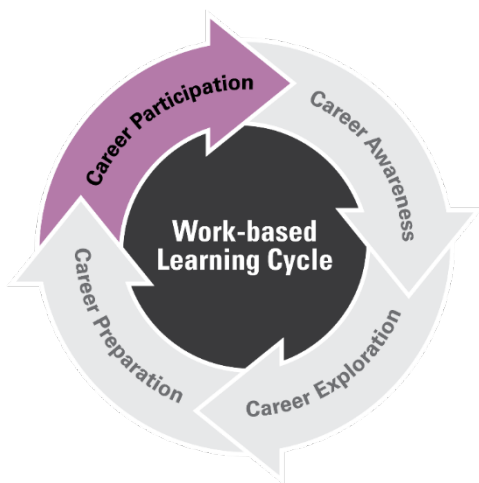 Career Participation
Career Awareness
Work-based
Learning Cycle
Career Preparation
Career Exploration